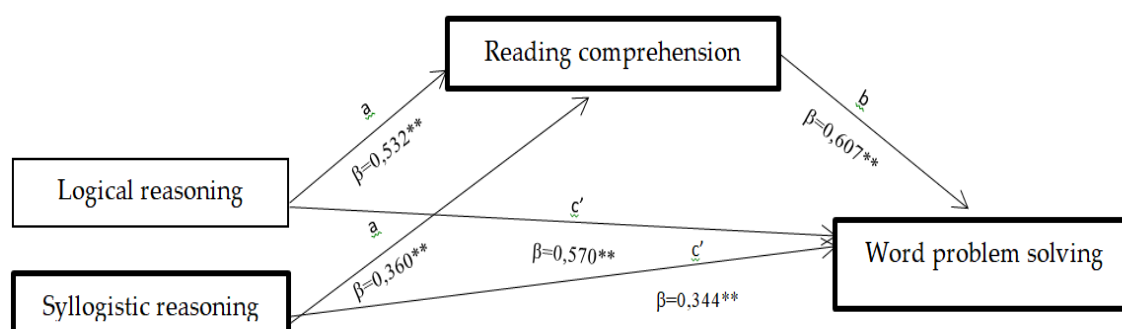 Reading comprehension
a
β=0,532**
b
β=0,607**
Logical reasoning
c’
a
β=0,570**
c’
β=0,360**
Word problem solving
Syllogistic reasoning
β=0,344**